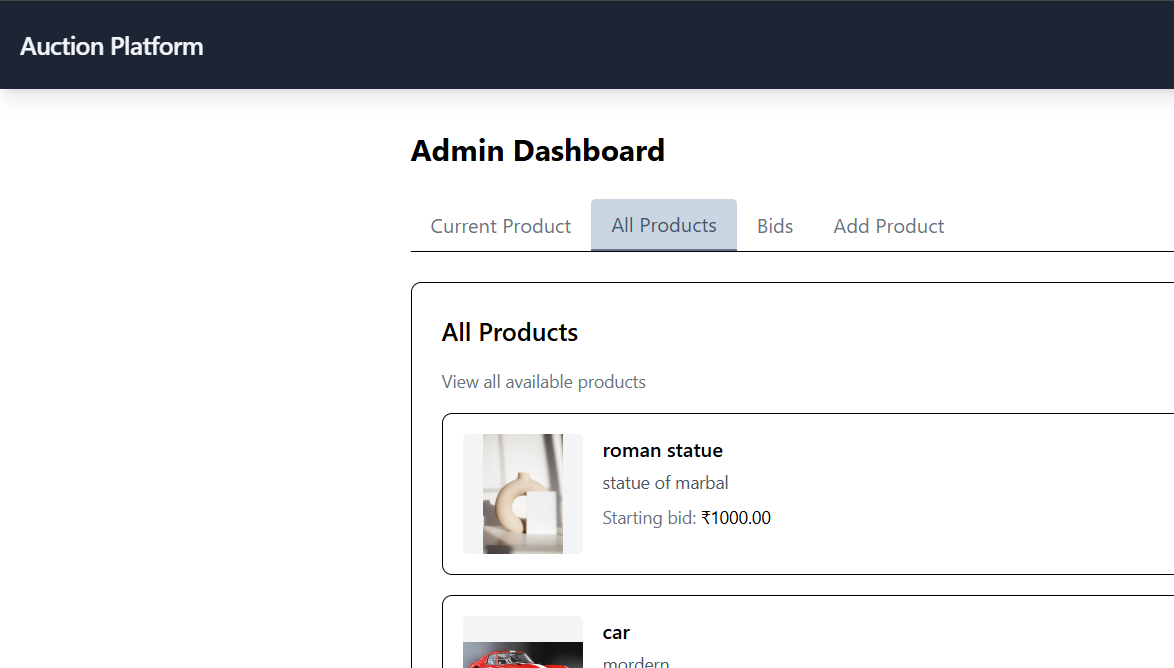 Auction Platform
Admin Dashboard
Current Product All Products Bids Add Product
All Products
View all available products
roman statue
statue of marbal
Starting bid: ₹1000.00
car
mordern